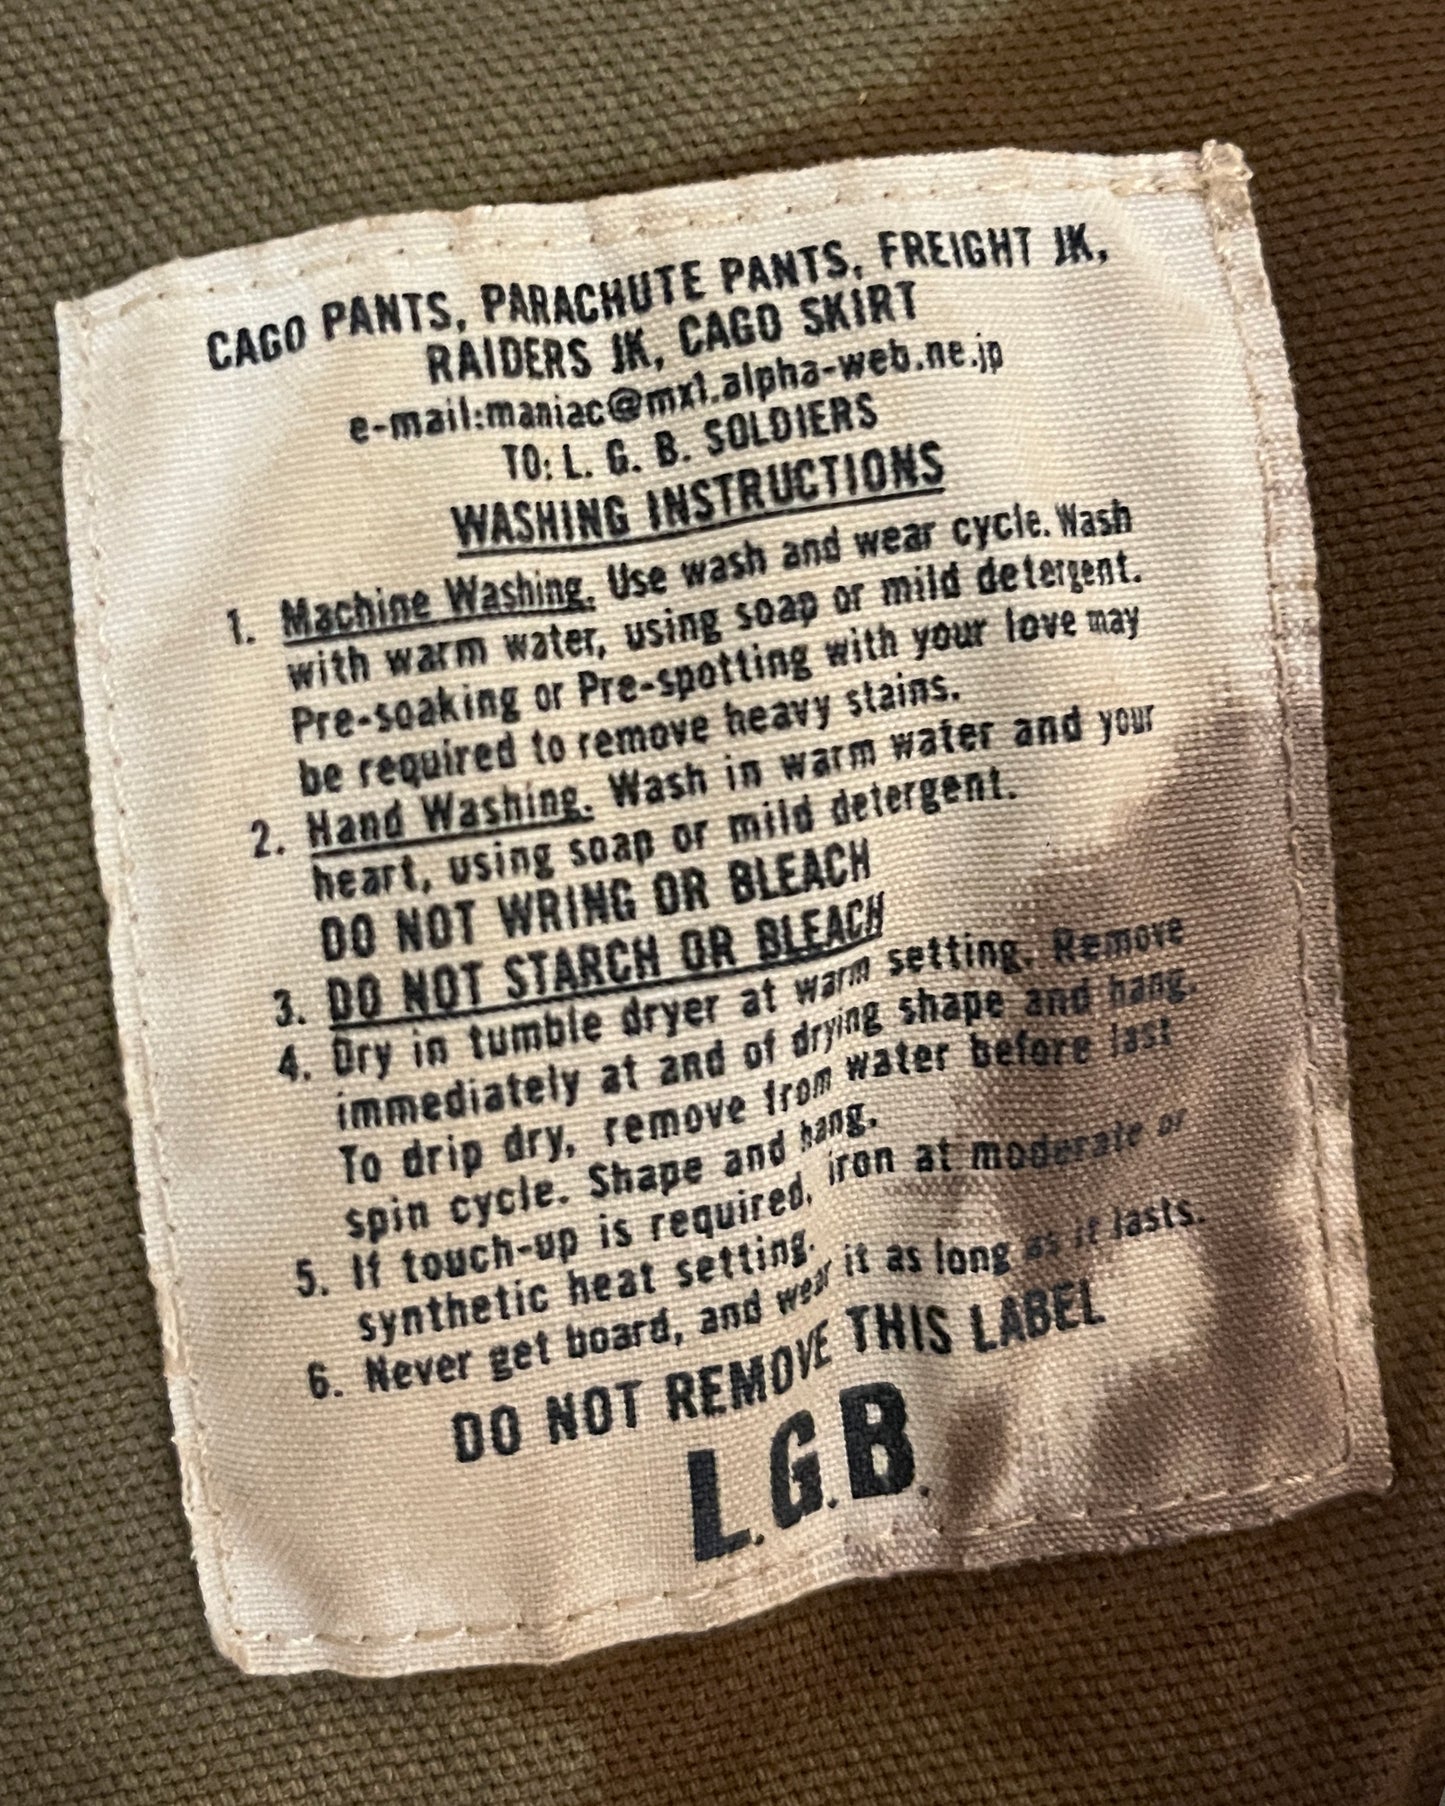 CAGO PANTS, PARACHUTE PANTS, FREIGHT JK,
RAIDERS JK, CAGO SKIRT
e-mail:maniac@mx1.alpha-web.ne.jp
TO: L. G. B. SOLDIERS
WASHING INSTRUCTIONS
1. Machine Washing. Use wash and wear cycle. Wash
with warm water, using soap or mild detergent.
Pre-soaking or Pre-spotting with your love may
be required to remove heavy stains.
2. Hand Washing. Wash in warm water and your
heart, using soap or mild detergent.
DO NOT WRING OR BLEACH
3. DO NOT STARCH OR BLEACH
4. Dry in tumble dryer at warm setting. Remove
immediately at and of drying shape and hang.
To drip dry, remove from water before last
spin cycle. Shape and hang.
5. If touch-up is required, iron at moderate or
synthetic heat setting.
6. Never get board, and wear it as long as it lasts.
DO NOT REMOVE THIS LABEL
L.G.B.